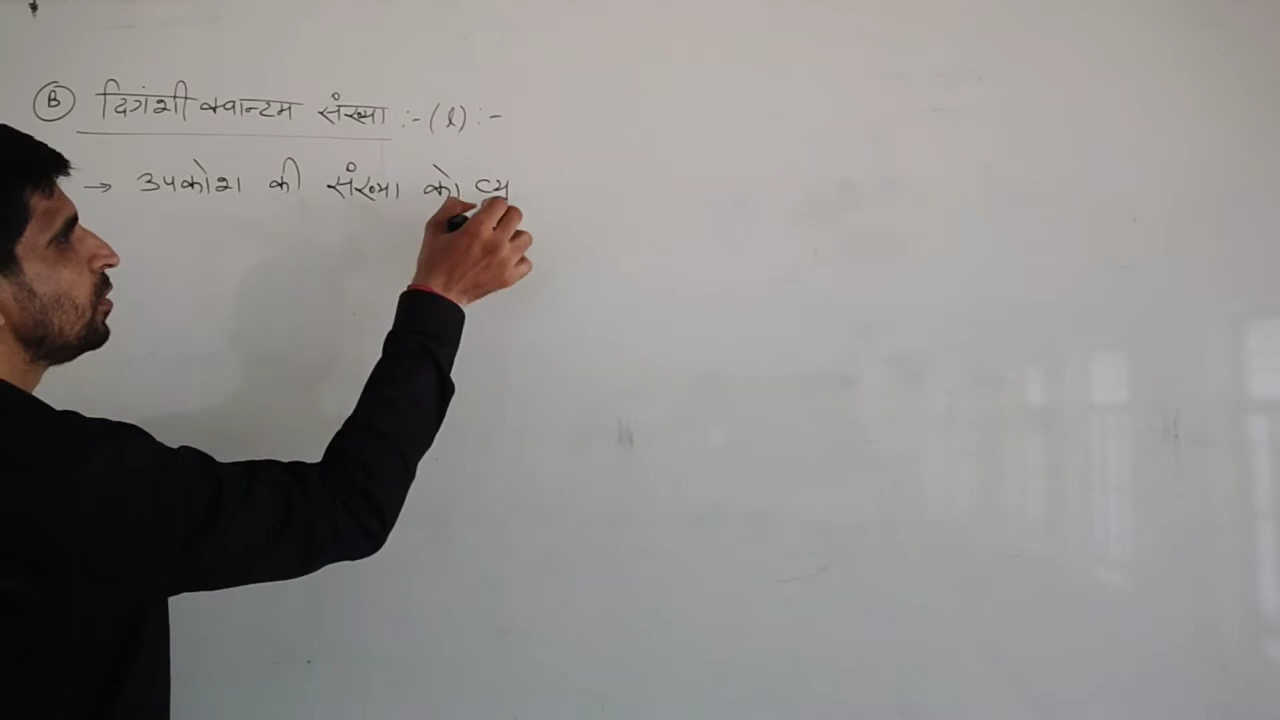 (B) दिगंशी क्वान्टम संख्या :- (l) :-
→ उपकोश की संख्या को व्य